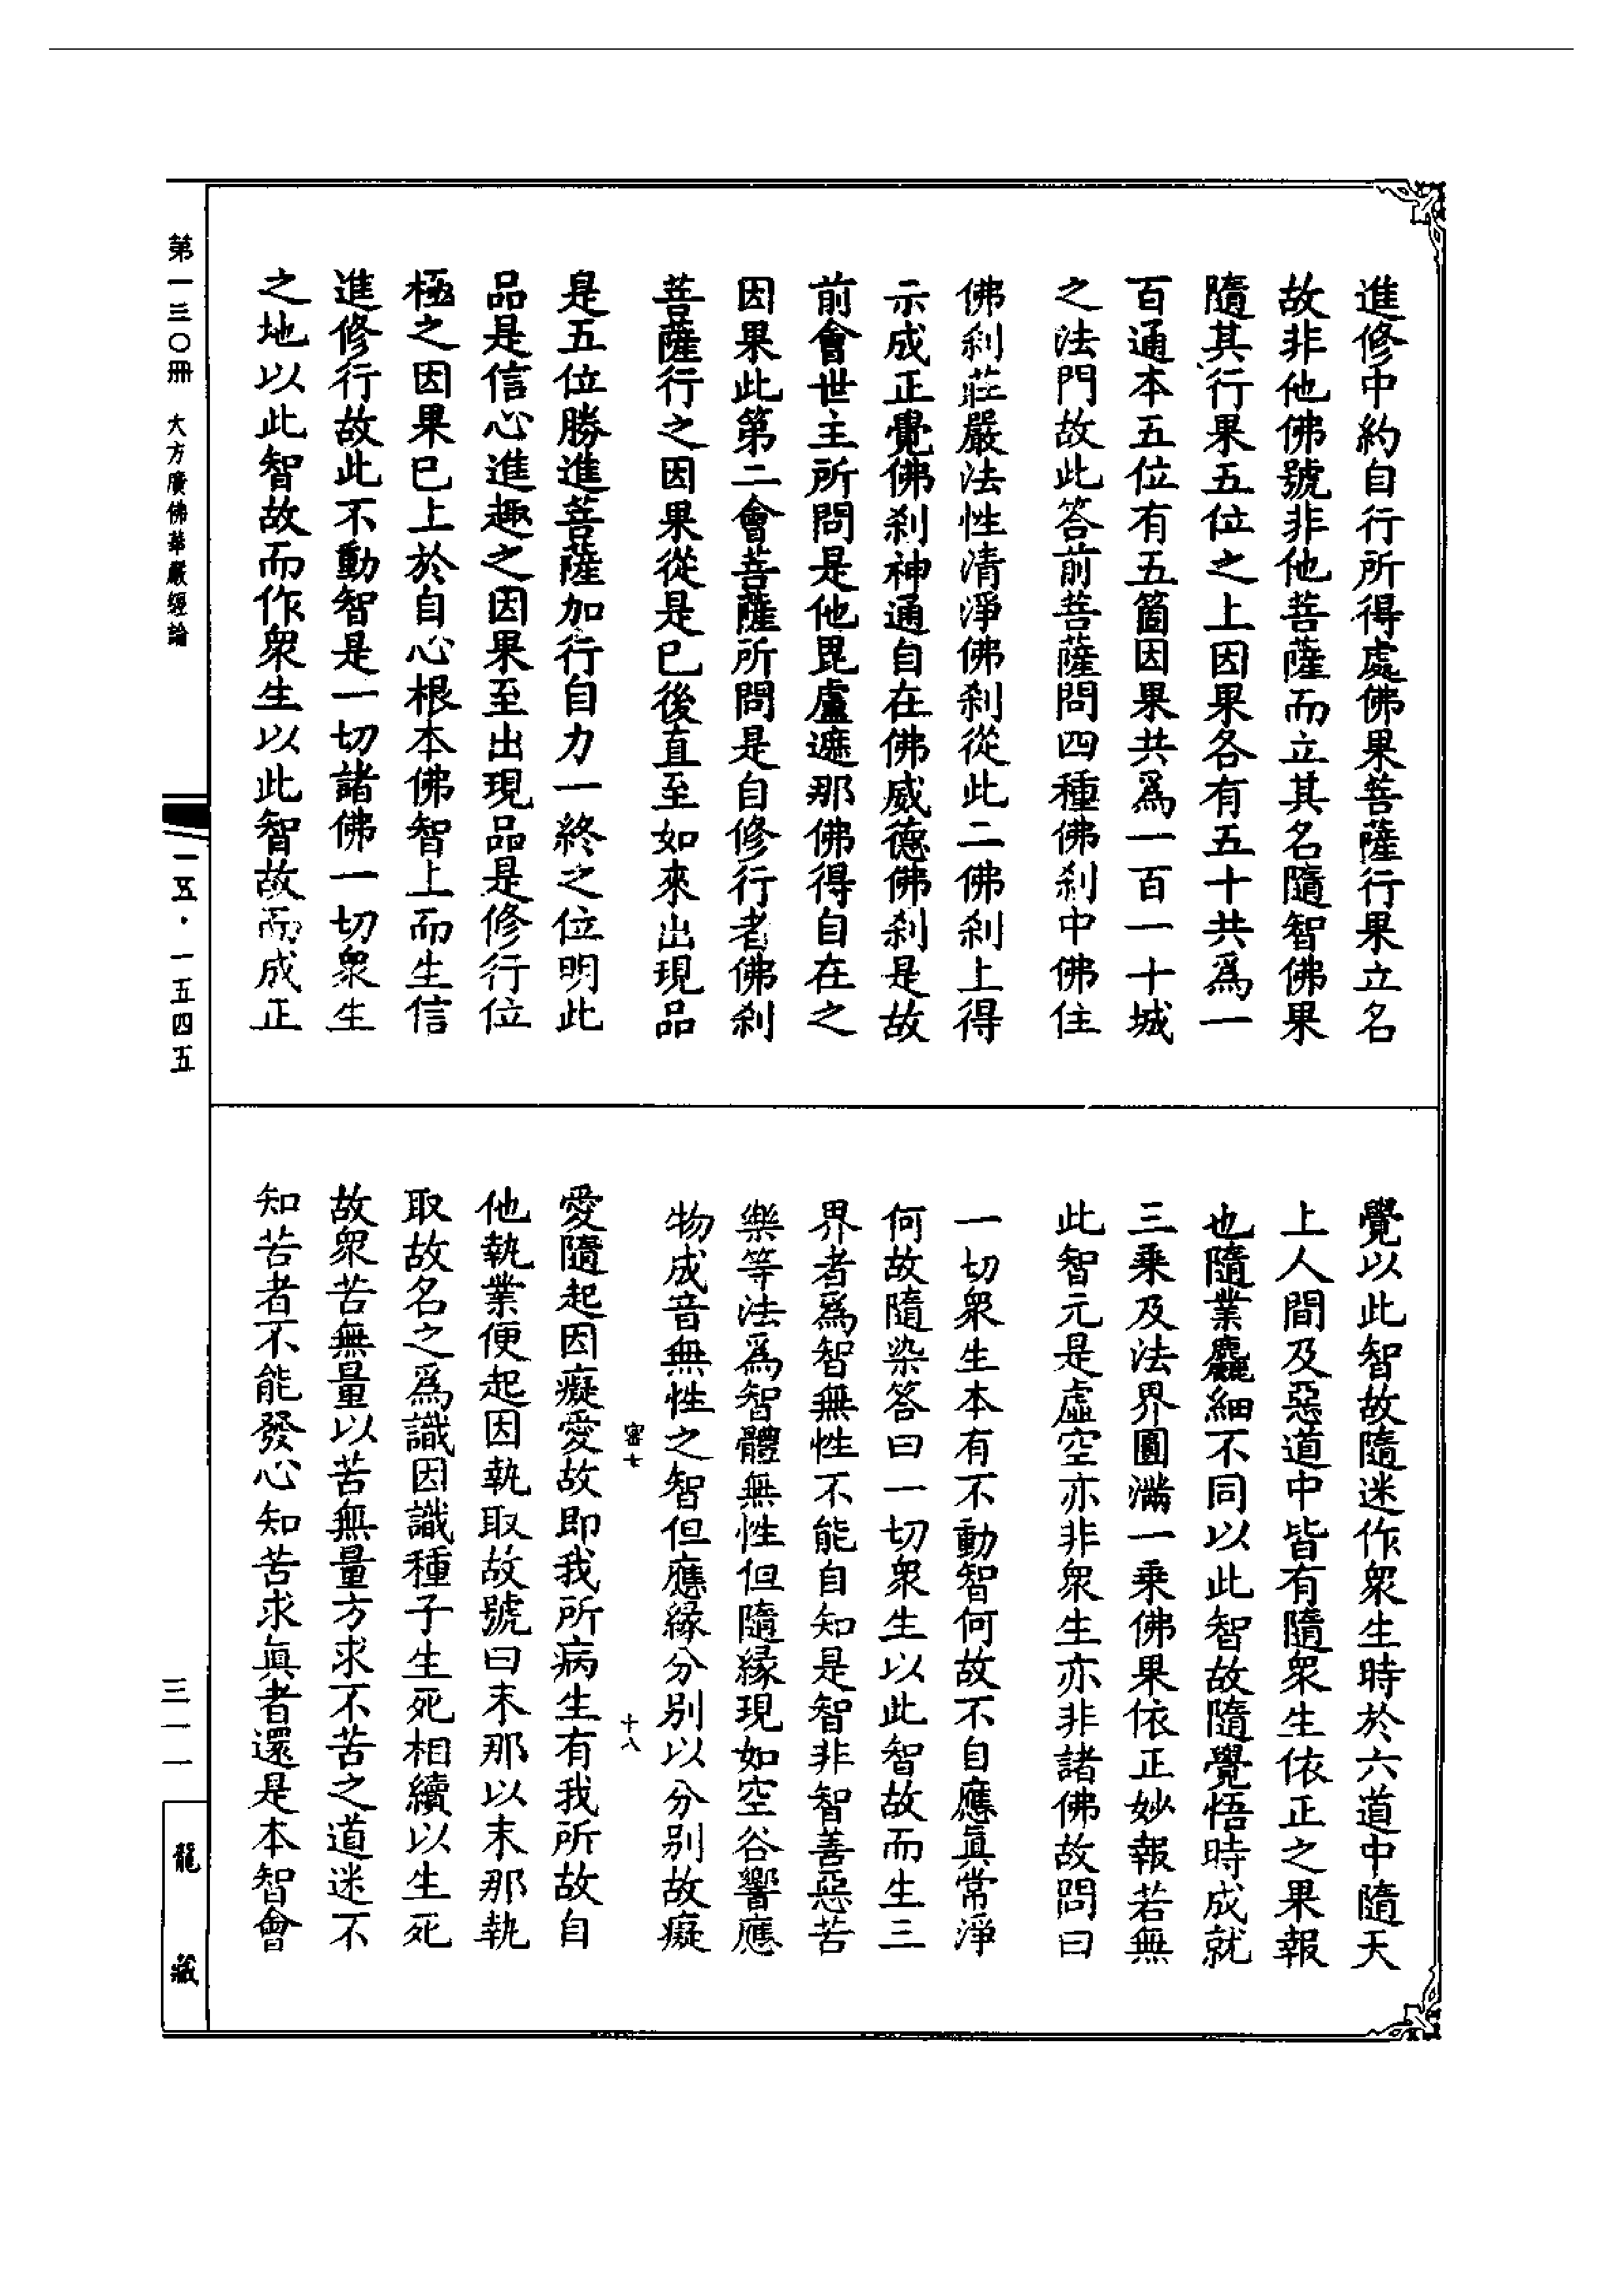 進修中約自行所得處佛果菩薩行果立名
故非他佛號非他菩薩而立其名隨智佛果
隨其行果五位之上因果各有五十共爲一
百通本五位有五箇因果共爲一百一十城
之法門故此答前菩薩問四種佛刹中佛住
佛刹莊嚴法性清淨佛刹從此二佛刹上得
示成正覺佛刹神通自在佛威德佛刹是故
前會世主所問是他毘盧遮那佛得自在之
因果此第二會菩薩所問是自修行者佛刹
菩薩行之因果從是已後直至如來出現品
是五位勝進菩薩加行自力一終之位明此
品是信心進趣之因果至出現品是修行位
極之因果已上於自心根本佛智上而生信
進修行故此不動智是一切諸佛一切衆生
之地以此智故而作衆生以此智故而成正
覺以此智故隨迷作衆生時於六道中隨天
上人間及惡道中皆有隨衆生依正之果報
也隨業麤細不同以此智故隨覺悟時成就
三乘及法界圓滿一乘佛果依正妙報若無
此智元是虛空亦非衆生亦非諸佛故問曰
一切衆生本有不動智何故不自應眞常淨
何故隨染答曰一切衆生以此智故而生三
界者爲智無性不能自知是智非智善惡苦
樂等法爲智體無性但隨緣現如空谷響應
物成音無性之智但應緣分別以分別故癡
審七 十八
愛隨起因癡愛故即我所病生有我所故自
他執業便起因執取故號曰末那以末那執
取故名之爲識因識種子生死相續以生死
故衆苦無量以苦無量方求不苦之道迷不
知苦者不能發心知苦求眞者還是本智會
第一三〇冊 大方廣佛華嚴經論
一五·一五四五
三一一
龍藏